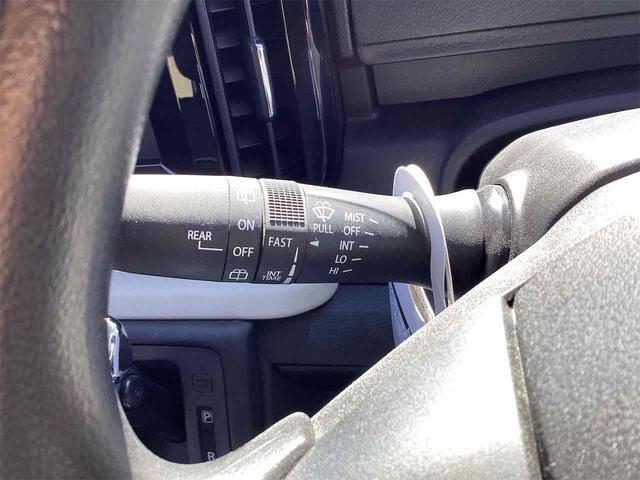 REAR
ON
OFF
FAST
INT
TIME
PULL
MIST
OFF
INT
LO
HI
P
R